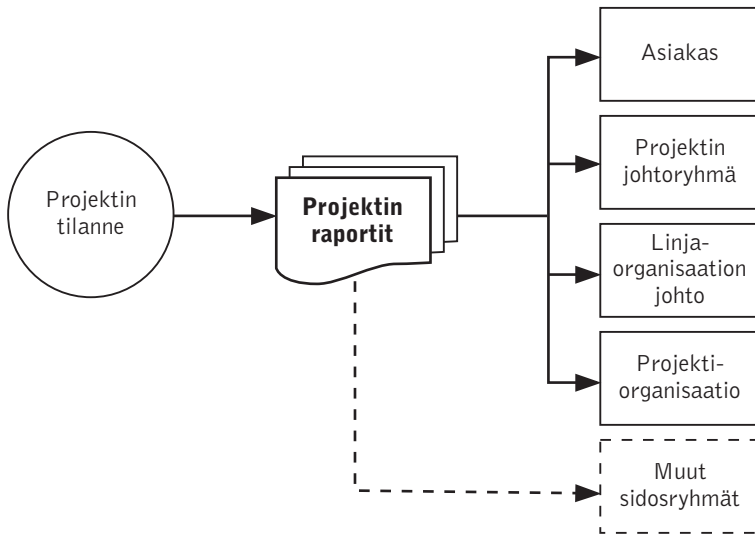 Projektin
tilanne
Projektin
raportit
Asiakas
Projektin
johtoryhmä
Linja-
organisaation
johto
Projekti-
organisaatio
Muut
sidosryhmät